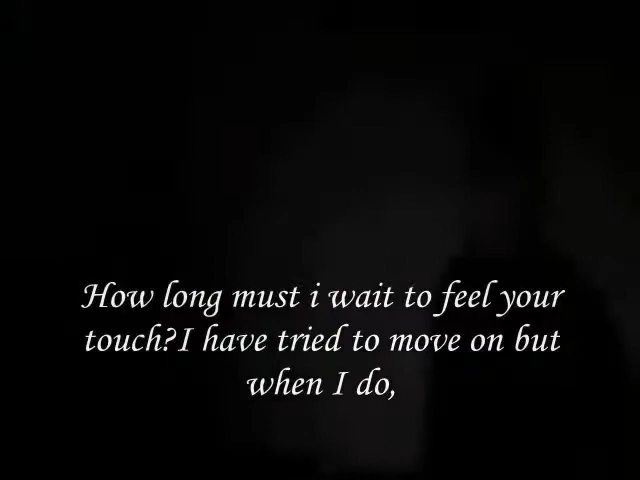 How long must i wait to feel your
touch?I have tried to move on but
when I do,